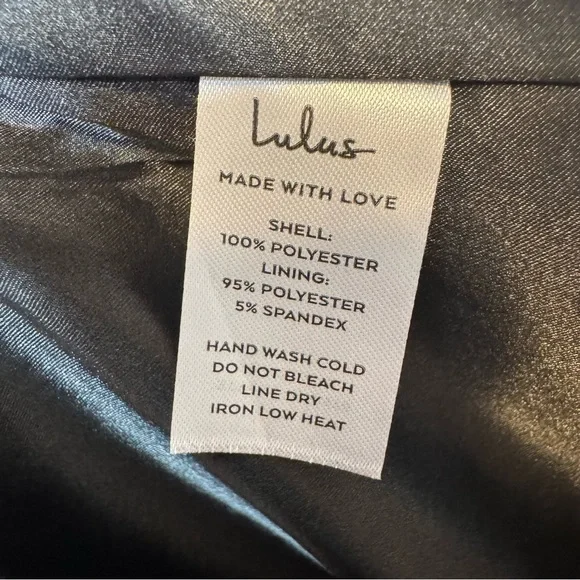 Lulus
MADE WITH LOVE
SHELL:
100% POLYESTER
LINING:
95% POLYESTER
5% SPANDEX
HAND WASH COLD
DO NOT BLEACH
LINE DRY
IRON LOW HEAT